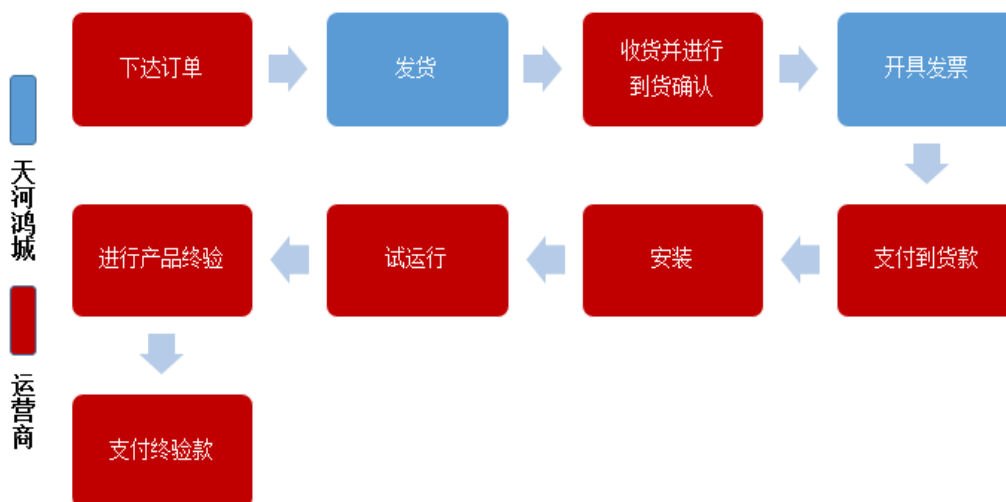 下达订单
发货
收货并进行
到货确认
开具发票
天河鸿城
进行产品终验
试运行
安装
支付到货款
运营商
支付终验款